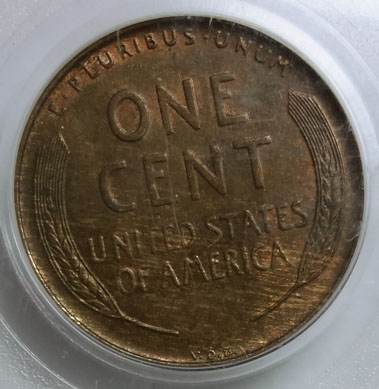 E·PLURIBUS·UNUM
ONE
CENT
UNITED STATES
OF AMERICA
V.D.B.